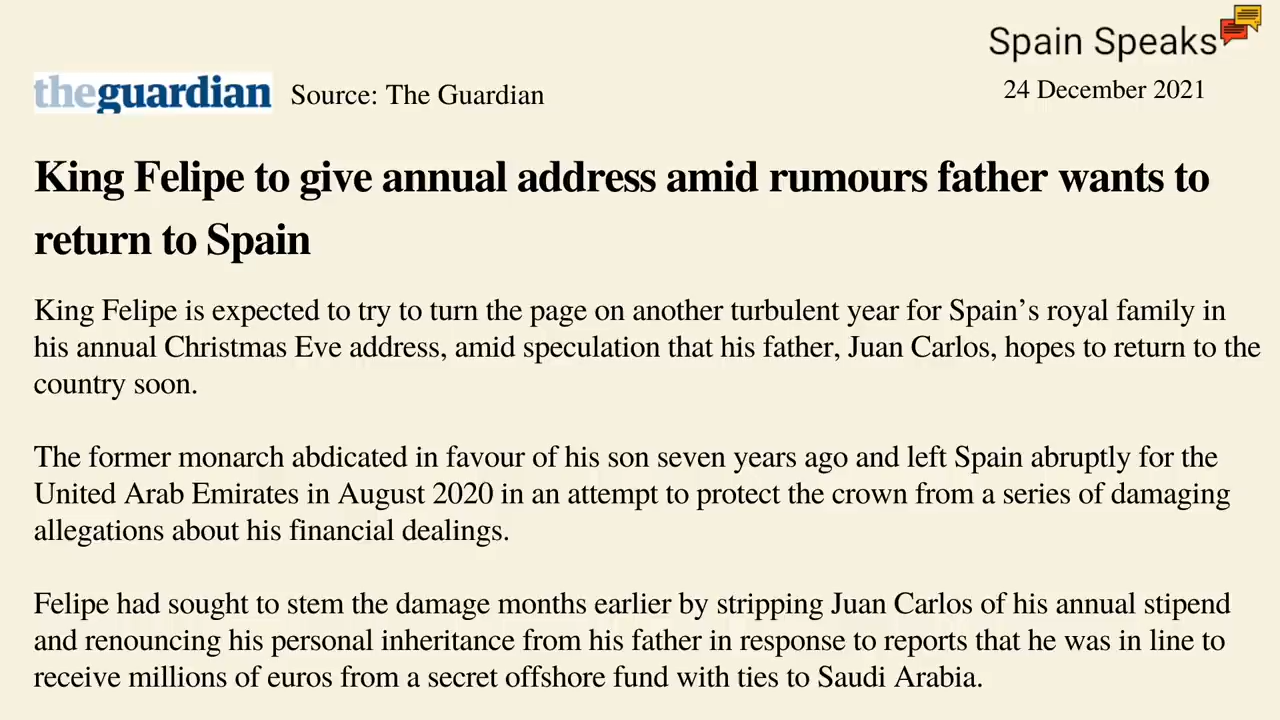 Spain Speaks
theguardian Source: The Guardian
24 December 2021
King Felipe to give annual address amid rumours father wants to
return to Spain
King Felipe is expected to try to turn the page on another turbulent year for Spain’s royal family in
his annual Christmas Eve address, amid speculation that his father, Juan Carlos, hopes to return to the
country soon.
The former monarch abdicated in favour of his son seven years ago and left Spain abruptly for the
United Arab Emirates in August 2020 in an attempt to protect the crown from a series of damaging
allegations about his financial dealings.
Felipe had sought to stem the damage months earlier by stripping Juan Carlos of his annual stipend
and renouncing his personal inheritance from his father in response to reports that he was in line to
receive millions of euros from a secret offshore fund with ties to Saudi Arabia.